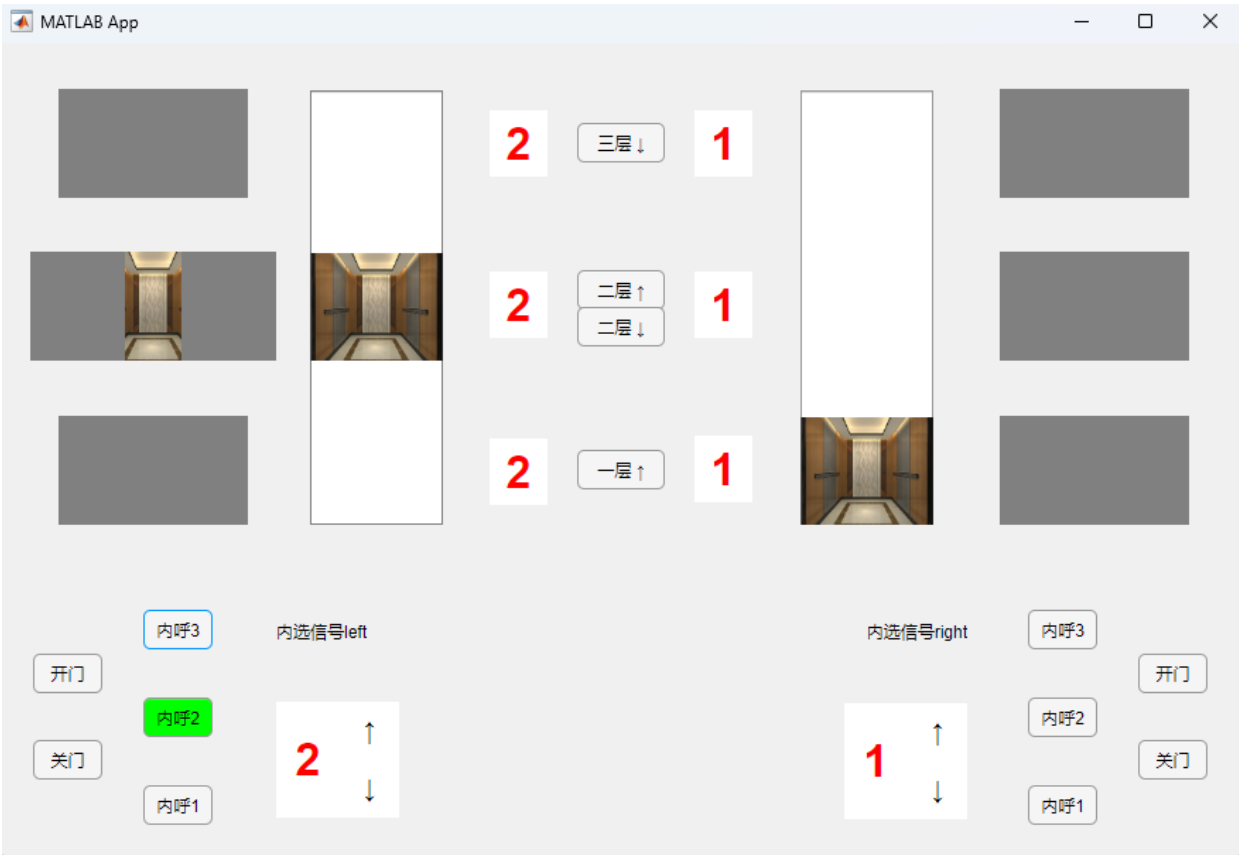 MATLAB App
2
三层↓
1
2
二层↑
二层↓
1
2
一层↑
1
内呼3
内选信号left
内选信号right
内呼3
开门
开门
内呼2
内呼2
2
↑
↓
1
↑
↓
关门
关门
内呼1
内呼1